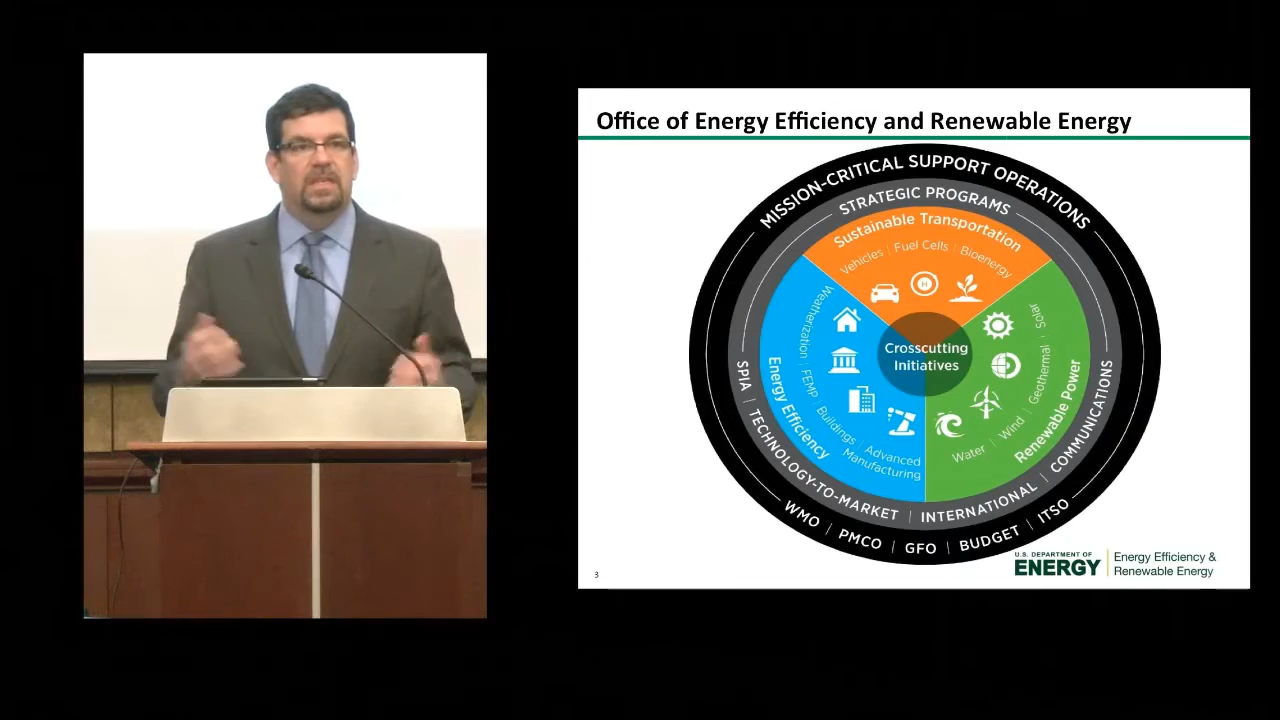 Office of Energy Efficiency and Renewable Energy
MISSION-CRITICAL SUPPORT OPERATIONS
STRATEGIC PROGRAMS
Sustainable Transportation
Vehicles | Fuel Cells | Bioenergy
H
Weatherization | FEMP | Buildings | Advanced
Manufacturing
Energy Efficiency
Crosscutting
Initiatives
Solar | Geothermal | Wind | Water
Renewable Power
SPIA | TECHNOLOGY-TO-MARKET | INTERNATIONAL | COMMUNICATIONS
WMO | PMCO | GFO | BUDGET | ITSO
3
U.S. DEPARTMENT OF
ENERGY
Energy Efficiency &
Renewable Energy